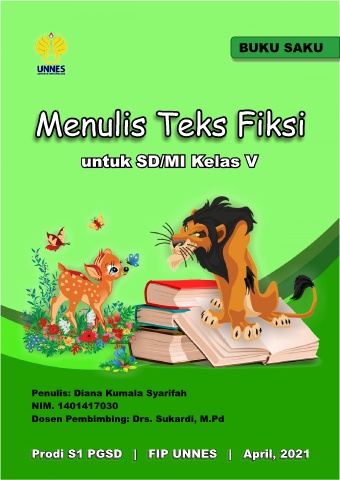 UNNES
BUKU SAKU
Menulis Teks Fiksi
untuk SD/MI Kelas V
Penulis: Diana Kumala Syarifah
NIM. 1401417030
Dosen Pembimbing: Drs. Sukardi, M.Pd
Prodi S1 PGSD | FIP UNNES | April, 2021